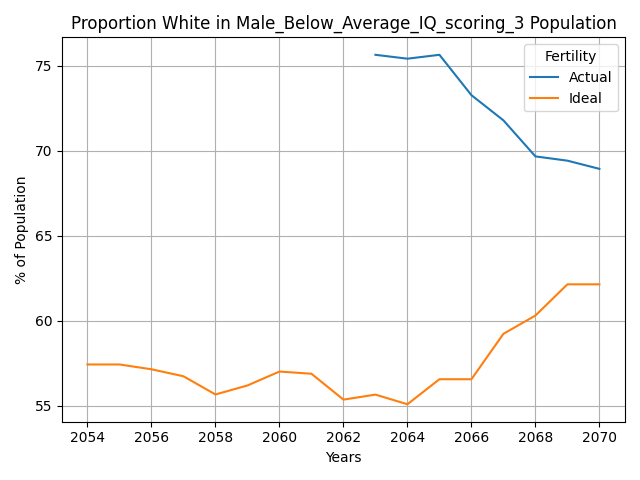 Proportion White in Male_Below_Average_IQ_scoring_3 Population
Fertility
Actual
Ideal
75
70
65
60
55
% of Population
2054 2056 2058 2060 2062 2064 2066 2068 2070
Years